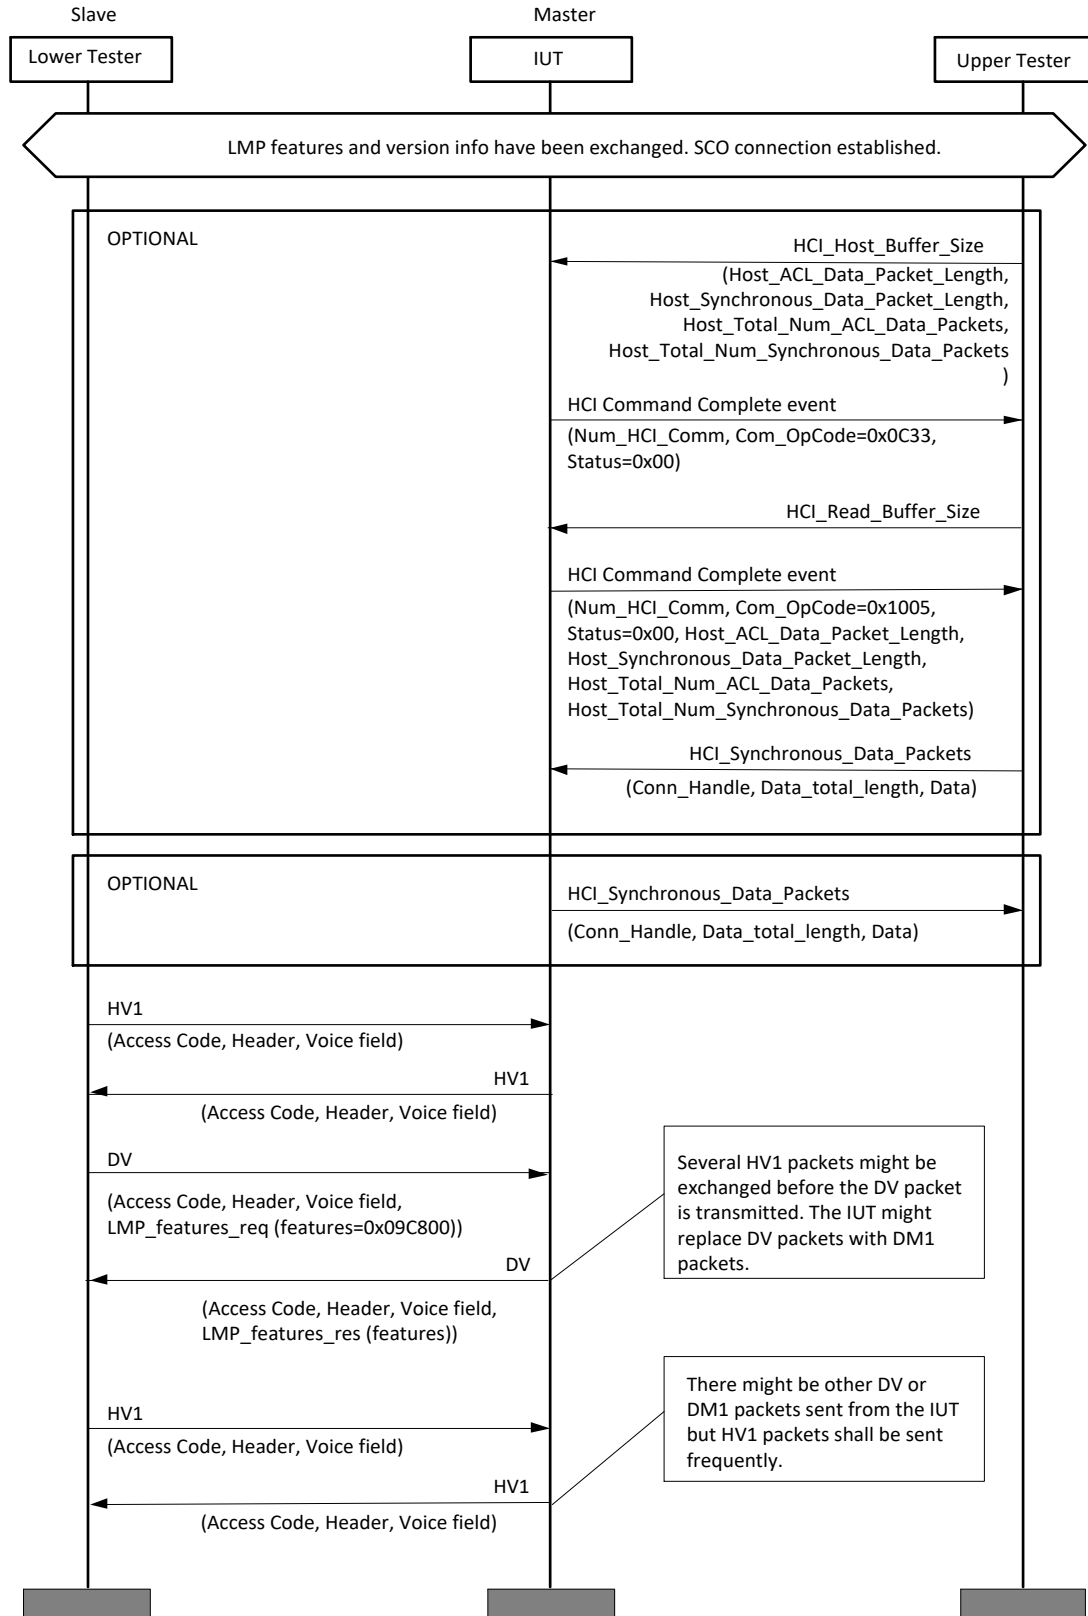 Slave
Master
Lower Tester
IUT
Upper Tester
LMP features and version info have been exchanged. SCO connection established.
OPTIONAL
HCI_Host_Buffer_Size
(Host_ACL_Data_Packet_Length,
Host_Synchronous_Data_Packet_Length,
Host_Total_Num_ACL_Data_Packets,
Host_Total_Num_Synchronous_Data_Packets
)
HCI Command Complete event
(Num_HCI_Comm, Com_OpCode=0x0C33,
Status=0x00)
HCI_Read_Buffer_Size
HCI Command Complete event
(Num_HCI_Comm, Com_OpCode=0x1005,
Status=0x00, Host_ACL_Data_Packet_Length,
Host_Synchronous_Data_Packet_Length,
Host_Total_Num_ACL_Data_Packets,
Host_Total_Num_Synchronous_Data_Packets)
HCI_Synchronous_Data_Packets
(Conn_Handle, Data_total_length, Data)
OPTIONAL
HCI_Synchronous_Data_Packets
(Conn_Handle, Data_total_length, Data)
HV1
(Access Code, Header, Voice field)
HV1
(Access Code, Header, Voice field)
DV
(Access Code, Header, Voice field,
LMP_features_req (features=0x09C800))
Several HV1 packets might be
exchanged before the DV packet
is transmitted. The IUT might
replace DV packets with DM1
packets.
DV
(Access Code, Header, Voice field,
LMP_features_res (features))
There might be other DV or
DM1 packets sent from the IUT
but HV1 packets shall be sent
frequently.
HV1
(Access Code, Header, Voice field)
HV1
(Access Code, Header, Voice field)